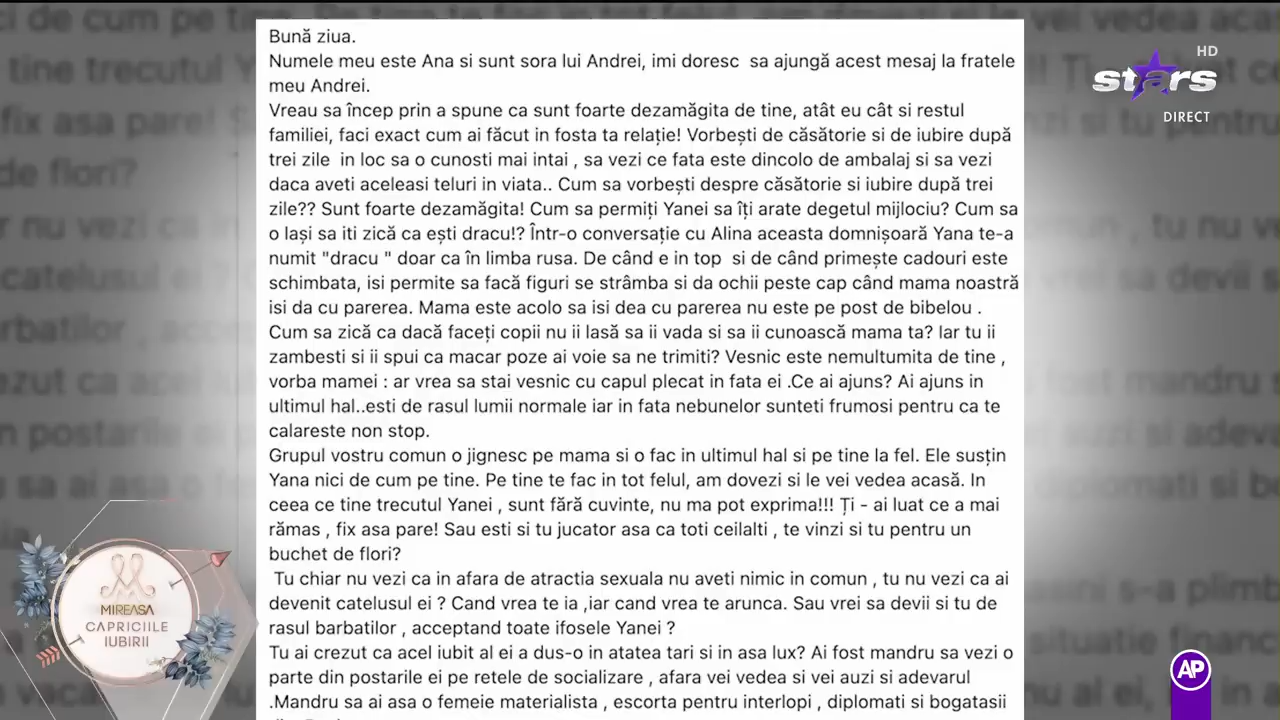 Bună ziua.
Numele meu este Ana si sunt sora lui Andrei, imi doresc sa ajungă acest mesaj la fratele
meu Andrei.
Vreau sa încep prin a spune ca sunt foarte dezamăgita de tine, atât eu cât si restul
familiei, faci exact cum ai făcut in fosta ta relație! Vorbești de căsătorie si de iubire după
trei zile in loc sa o cunosti mai intai , sa vezi ce fata este dincolo de ambalaj si sa vezi
daca aveti aceleasi teluri in viata.. Cum sa vorbești despre căsătorie si iubire după trei
zile?? Sunt foarte dezamăgita! Cum sa permiți Yanei sa îți arate degetul mijlociu? Cum sa
o lași sa iti zică ca ești dracu!? Într-o conversație cu Alina aceasta domnișoară Yana te-a
numit "dracu " doar ca în limba rusa. De când e in top si de când primește cadouri este
schimbata, isi permite sa facă figuri se strâmba si da ochii peste cap când mama noastră
isi da cu parerea. Mama este acolo sa isi dea cu parerea nu este pe post de bibelou .
Cum sa zică ca dacă faceți copii nu ii lasă sa ii vada si sa ii cunoască mama ta? Iar tu ii
zambesti si ii spui ca macar poze ai voie sa ne trimiti? Vesnic este nemultumita de tine ,
vorba mamei : ar vrea sa stai vesnic cu capul plecat in fata ei .Ce ai ajuns? Ai ajuns in
ultimul hal..esti de rasul lumii normale iar in fata nebunelor sunteti frumosi pentru ca te
calareste non stop.
Grupul vostru comun o jignesc pe mama si o fac in ultimul hal si pe tine la fel. Ele susțin
Yana nici de cum pe tine. Pe tine te fac in tot felul, am dovezi si le vei vedea acasă. In
ceea ce tine trecutul Yanei , sunt fără cuvinte, nu ma pot exprima!!! Ți - ai luat ce a mai
rămas , fix asa pare! Sau esti si tu jucator asa ca toti ceilalti , te vinzi si tu pentru un
buchet de flori?
Tu chiar nu vezi ca in afara de atractia sexuala nu aveti nimic in comun , tu nu vezi ca ai
devenit catelusul ei ? Cand vrea te ia ,iar cand vrea te arunca. Sau vrei sa devii si tu de
rasul barbatilor , acceptand toate ifosele Yanei ?
Tu ai crezut ca acel iubit al ei a dus-o in atatea tari si in asa lux? Ai fost mandru sa vezi o
parte din postarile ei pe retele de socializare , afara vei vedea si vei auzi si adevarul
.Mandru sa ai asa o femeie materialista , escorta pentru interlopi , diplomati si bogatasii
HD
stars
DIRECT
MIREASA
CAPRICIILE
IUBIRII
AP